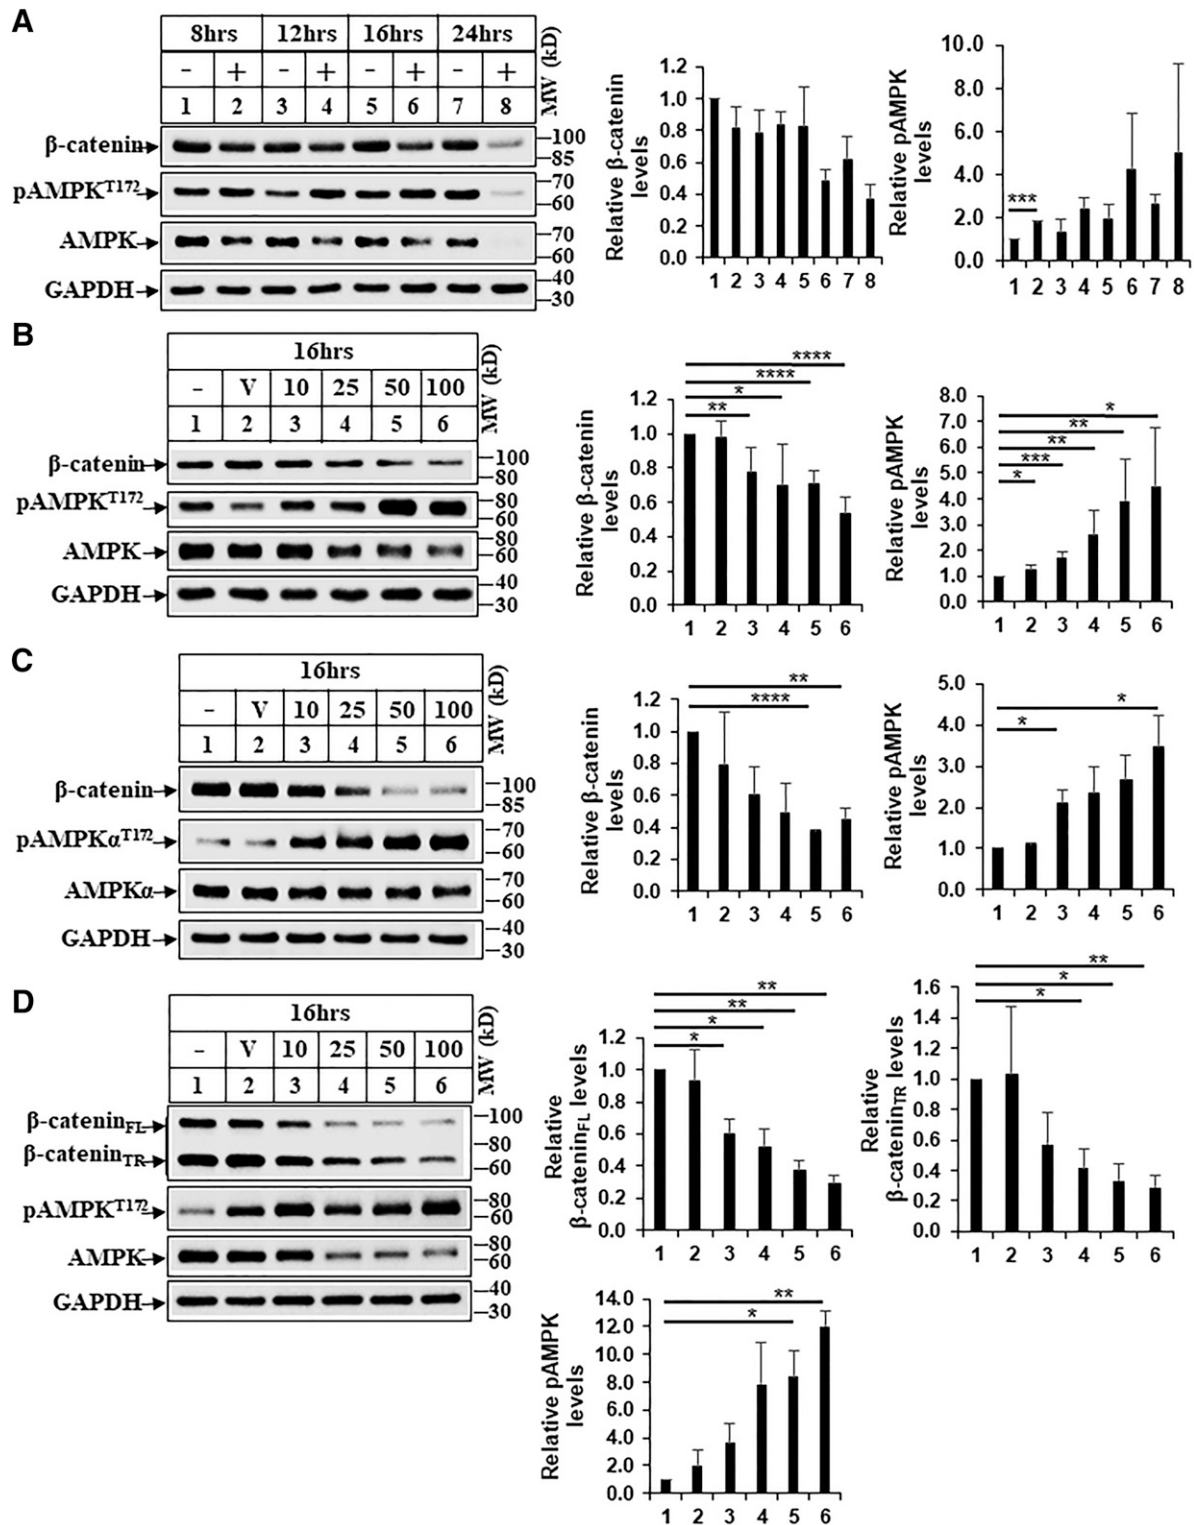 A
8hrs 12hrs 16hrs 24hrs
- + - + - + - +
1 2 3 4 5 6 7 8
MW (kD)
β-catenin
100
85
pAMPK^T172
70
60
AMPK
70
60
GAPDH
40
30
Relative β-catenin
levels
1.2
1.0
0.8
0.6
0.4
0.2
0.0
1 2 3 4 5 6 7 8
Relative pAMPK
levels
10.0
8.0
6.0
4.0
2.0
0.0
***
1 2 3 4 5 6 7 8
B
16hrs
- V 10 25 50 100
1 2 3 4 5 6
MW (kD)
β-catenin
100
80
pAMPK^T172
80
60
AMPK
80
60
GAPDH
40
30
Relative β-catenin
levels
****
****
*
**
1.2
1.0
0.8
0.6
0.4
0.2
0.0
1 2 3 4 5 6
Relative pAMPK
levels
8.0
7.0
6.0
5.0
4.0
3.0
2.0
1.0
0.0
*
**
**
***
*
1 2 3 4 5 6
C
16hrs
- V 10 25 50 100
1 2 3 4 5 6
MW (kD)
β-catenin
100
85
pAMPKα^T172
70
60
AMPKα
70
60
GAPDH
40
30
Relative β-catenin
levels
**
****
1.2
1.0
0.8
0.6
0.4
0.2
0.0
1 2 3 4 5 6
Relative pAMPK
levels
5.0
4.0
3.0
2.0
1.0
0.0
*
*
1 2 3 4 5 6
D
16hrs
- V 10 25 50 100
1 2 3 4 5 6
MW (kD)
β-catenin_FL
100
80
β-catenin_TR
60
pAMPK^T172
80
60
AMPK
80
60
GAPDH
40
30
Relative
β-catenin_FL levels
**
**
*
*
1.2
1.0
0.8
0.6
0.4
0.2
0.0
1 2 3 4 5 6
Relative
β-catenin_TR levels
**
*
*
1.6
1.4
1.2
1.0
0.8
0.6
0.4
0.2
0.0
1 2 3 4 5 6
Relative pAMPK
levels
14.0
12.0
10.0
8.0
6.0
4.0
2.0
0.0
**
*
1 2 3 4 5 6